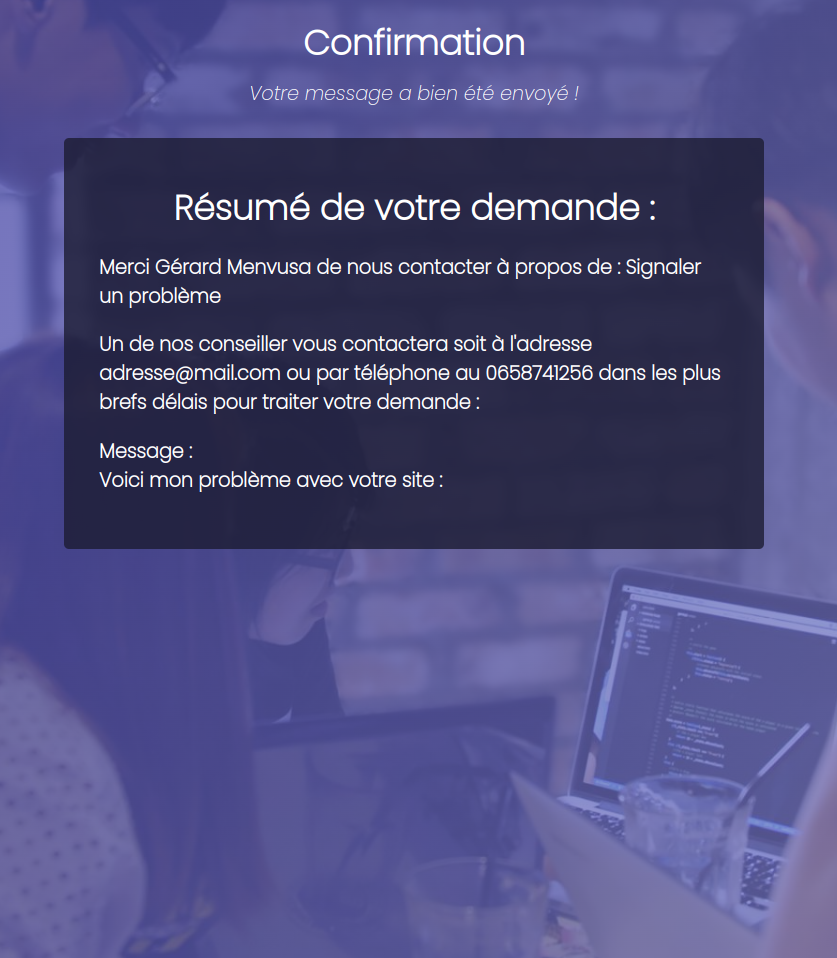 Confirmation
Votre message a bien été envoyé !
Résumé de votre demande :
Merci Gérard Menvusa de nous contacter à propos de : Signaler
un problème
Un de nos conseiller vous contactera soit à l'adresse
adresse@mail.com ou par téléphone au 0658741256 dans les plus
brefs délais pour traiter votre demande :
Message :
Voici mon problème avec votre site :